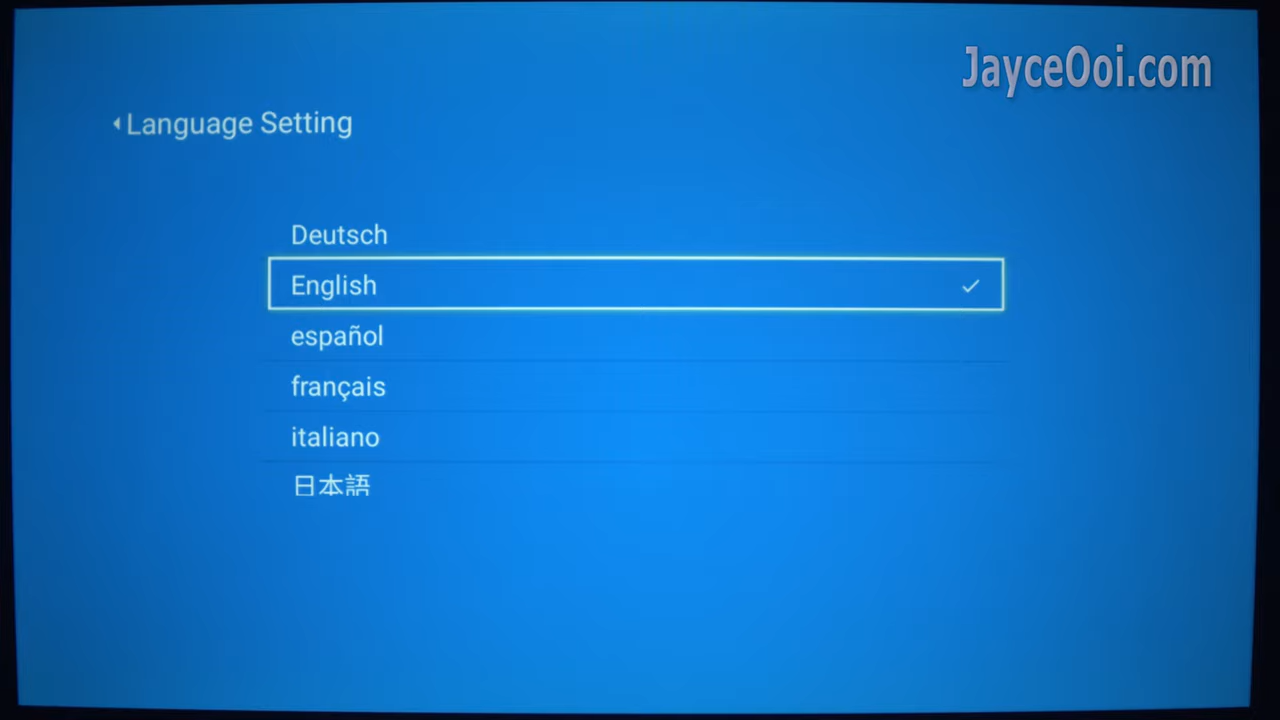 JayceOoi.com
Language Setting
Deutsch
English
español
français
italiano
日本語